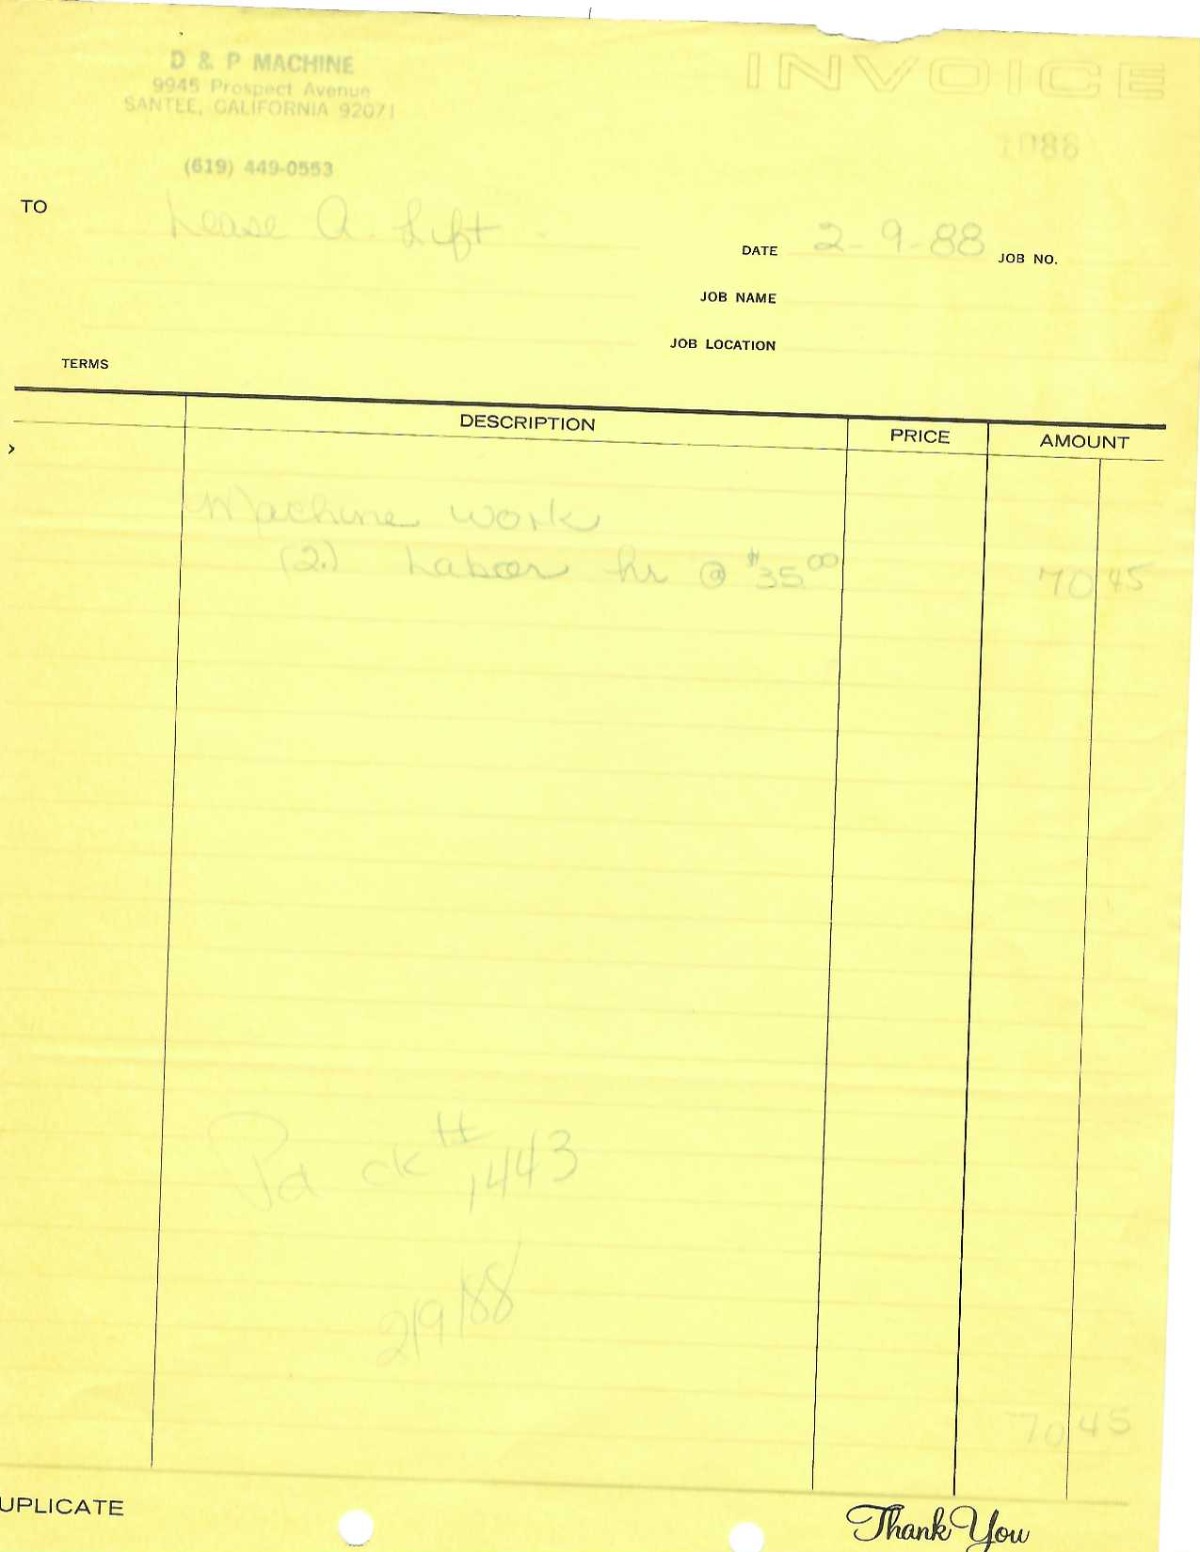 D & P MACHINE
9945 Prospect Avenue
SANTEE, CALIFORNIA 92071
(619) 449-0553
INVOICE
1088
TO Lease A. Lift
DATE 2-9-88 JOB NO.
JOB NAME
JOB LOCATION
TERMS
DESCRIPTION PRICE AMOUNT
Machine work
(2.) Labor hr @ $35.00 70 45
Pd ck # 1443
2/9/88
70 45
UPLICATE
Thank You